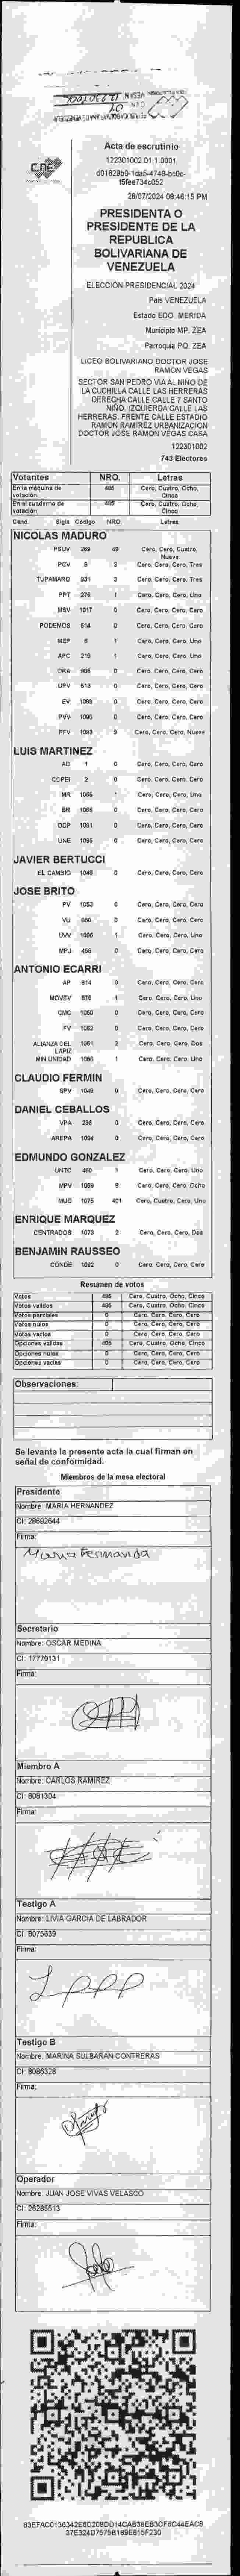 CNE
Acta de escrutinio
122301002.01.1.0001
28/07/2024 08:46:15 PM
PRESIDENTA O
PRESIDENTE DE LA
REPUBLICA
BOLIVARIANA DE
VENEZUELA
ELECCIÓN PRESIDENCIAL 2024
País VENEZUELA
Estado EDO. MERIDA
Municipio MP. ZEA
Parroquia PQ. ZEA
LICEO BOLIVARIANO DOCTOR JOSE
RAMON VEGAS
SECTOR SAN PEDRO VIA AL NINO DE
LA CUCHILLA CALLE LAS HERRERAS
DERECHA CALLE CALLE 7 SANTO
NIÑO. IZQUIERDA CALLE LAS
HERRERAS. FRENTE CALLE ESTADIO
RAMON RAMIREZ URBANIZACION
DOCTOR JOSE RAMON VEGAS CASA
122301002
743 Electores
Votantes NRO. Letras
En la máquina de votación 485 Cero, Cuatro, Ocho, Cinco
En el cuaderno de votación 485 Cero, Cuatro, Ocho, Cinco
Cand. Sigla Codigo NRO Letras
NICOLAS MADURO
PSUV 269 49 Cero, Cero, Cuatro, Nueve
PCV 8 3 Cero, Cero, Cero, Tres
TUPAMARO 931 3 Cero, Cero, Cero, Tres
PPT 276 1 Cero, Cero, Cero, Uno
MSV 1017 0 Cero, Cero, Cero, Cero
PODEMOS 514 0 Cero, Cero, Cero, Cero
MEP 6 1 Cero, Cero, Cero, Uno
APC 219 1 Cero, Cero, Cero, Uno
ORA 905 0 Cero, Cero, Cero, Cero
UPV 613 0 Cero, Cero, Cero, Cero
EV 1088 0 Cero, Cero, Cero, Cero
PVV 1090 0 Cero, Cero, Cero, Cero
PFV 1093 9 Cero, Cero, Cero, Nueve
LUIS MARTINEZ
AD 1 0 Cero, Cero, Cero, Cero
COPEI 2 0 Cero, Cero, Cero, Cero
MR 1065 1 Cero, Cero, Cero, Uno
BR 1066 0 Cero, Cero, Cero, Cero
DDP 1091 0 Cero, Cero, Cero, Cero
UNE 1095 0 Cero, Cero, Cero, Cero
JAVIER BERTUCCI
EL CAMBIO 1048 0 Cero, Cero, Cero, Cero
JOSE BRITO
PV 1053 0 Cero, Cero, Cero, Cero
VU 960 0 Cero, Cero, Cero, Cero
UVV 1096 1 Cero, Cero, Cero, Uno
MPJ 456 0 Cero, Cero, Cero, Cero
ANTONIO ECARRI
AP 814 0 Cero, Cero, Cero, Cero
MOVEV 876 1 Cero, Cero, Cero, Uno
CMC 1050 0 Cero, Cero, Cero, Cero
FV 1082 0 Cero, Cero, Cero, Cero
ALIANZA DEL LAPIZ 1051 2 Cero, Cero, Cero, Dos
MIN UNIDAD 1060 1 Cero, Cero, Cero, Uno
CLAUDIO FERMIN
SPV 1049 0 Cero, Cero, Cero, Cero
DANIEL CEBALLOS
VPA 236 0 Cero, Cero, Cero, Cero
AREPA 1094 0 Cero, Cero, Cero, Cero
EDMUNDO GONZALEZ
UNTC 460 1 Cero, Cero, Cero, Uno
MPV 1069 8 Cero, Cero, Cero, Ocho
MUD 1075 401 Cero, Cuatro, Cero, Uno
ENRIQUE MARQUEZ
CENTRADOS 1073 2 Cero, Cero, Cero, Dos
BENJAMIN RAUSSEO
CONDE 1092 0 Cero, Cero, Cero, Cero
Resumen de votos
Votos 485 Cero, Cuatro, Ocho, Cinco
Votos validos 485 Cero, Cuatro, Ocho, Cinco
Votos parciales 0 Cero, Cero, Cero, Cero
Votos nulos 0 Cero, Cero, Cero, Cero
Votos vacios 0 Cero, Cero, Cero, Cero
Opciones validas 485 Cero, Cuatro, Ocho, Cinco
Opciones nulas 0 Cero, Cero, Cero, Cero
Opciones vacias 0 Cero, Cero, Cero, Cero
Observaciones:
Se levanta la presente acta la cual firman en
señal de conformidad.
Miembros de la mesa electoral
Presidente
Nombre: MARIA HERNANDEZ
CI: 28692644
Firma:
Maria Fernanda
Secretario
Nombre: OSCAR MEDINA
CI: 17770131
Firma:
Miembro A
Nombre: CARLOS RAMIREZ
CI: 8081304
Firma:
Testigo A
Nombre: LIVIA GARCIA DE LABRADOR
CI: 8075839
Firma:
Testigo B
Nombre: MARINA SULBARAN CONTRERAS
CI: 8085328
Firma:
Operador
Nombre: JUAN JOSE VIVAS VELASCO
CI: 26285513
Firma: